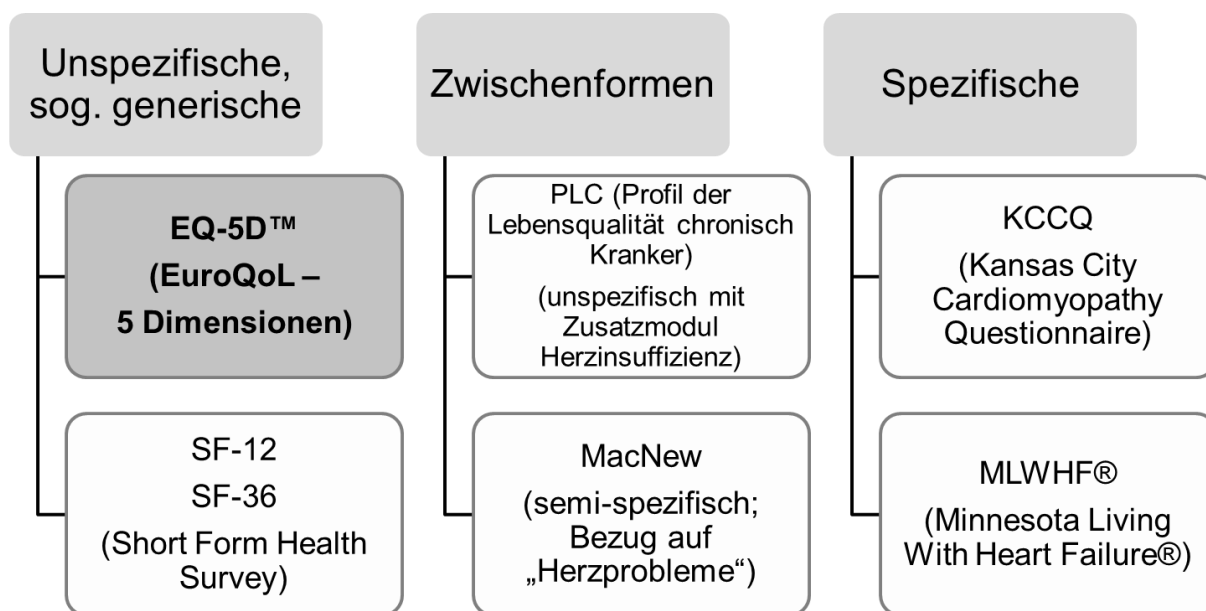 Unspezifische,
sog. generische
EQ-5D™
(EuroQoL –
5 Dimensionen)
SF-12
SF-36
(Short Form Health
Survey)
Zwischenformen
PLC (Profil der
Lebensqualität chronisch
Kranker)
(unspezifisch mit
Zusatzmodul
Herzinsuffizienz)
MacNew
(semi-spezifisch;
Bezug auf
„Herzprobleme“)
Spezifische
KCCQ
(Kansas City
Cardiomyopathy
Questionnaire)
MLWHF®
(Minnesota Living
With Heart Failure®)